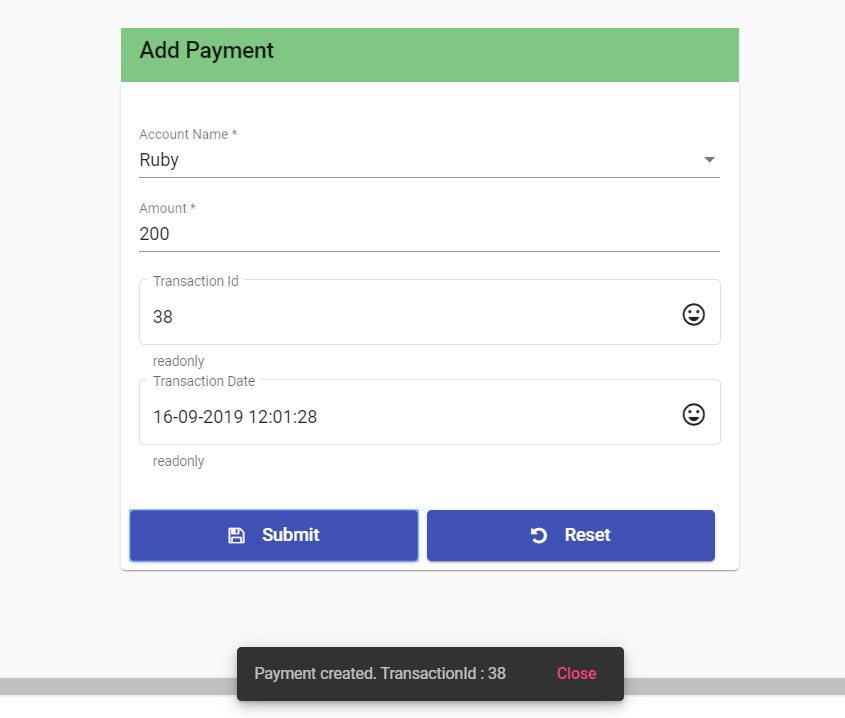 Add Payment
Account Name *
Ruby
Amount *
200
Transaction Id
38
readonly
Transaction Date
16-09-2019 12:01:28
readonly
Submit
Reset
Payment created. TransactionId : 38
Close